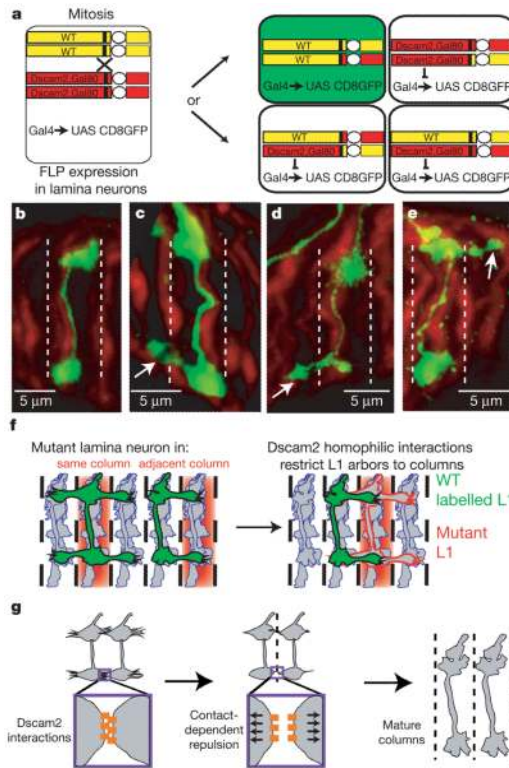 a
Mitosis
WT
WT
Dscam2 Gal80
Dscam2 Gal80
Gal4 → UAS CD8GFP
FLP expression
in lamina neurons
or
WT
WT
Gal4 → UAS CD8GFP
Dscam2 Gal80
Dscam2 Gal80
Gal4 → UAS CD8GFP
WT
Dscam2 Gal80
Gal4 → UAS CD8GFP
WT
Dscam2 Gal80
Gal4 → UAS CD8GFP
b
5 µm
c
5 µm
d
5 µm
e
5 µm
f
Mutant lamina neuron in:
same column adjacent column
Dscam2 homophilic interactions
restrict L1 arbors to columns
WT
labelled L1
Mutant
L1
g
Dscam2
interactions
Contact-
dependent
repulsion
Mature
columns